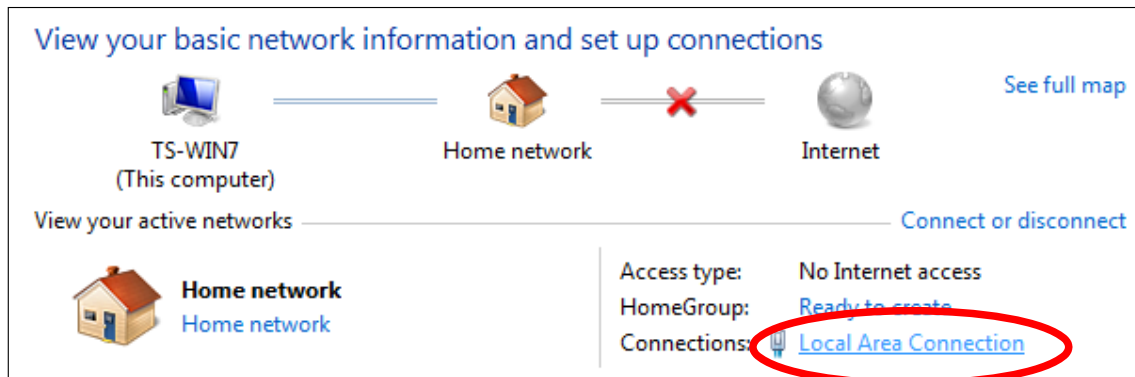 View your basic network information and set up connections
See full map
TS-WIN7
(This computer)
Home network
Internet
View your active networks
Connect or disconnect
Home network
Home network
Access type: No Internet access
HomeGroup: Ready to create
Connections: Local Area Connection